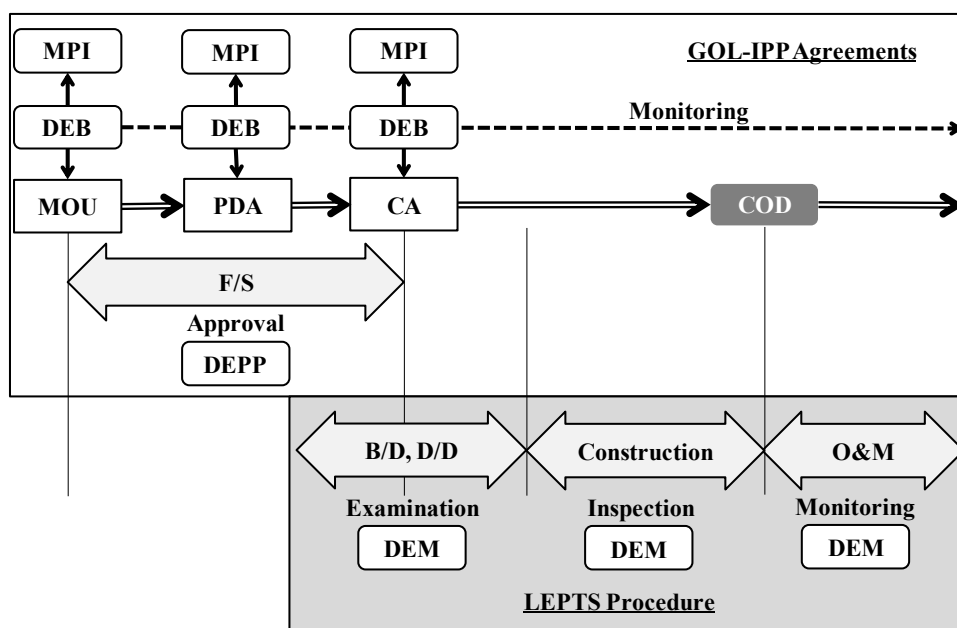 MPI MPI MPI
GOL-IPP Agreements
Monitoring
DEB DEB DEB
MOU PDA CA COD
F/S
Approval
DEPP
B/D, D/D Construction O&M
Examination Inspection Monitoring
DEM DEM DEM
LEPTS Procedure